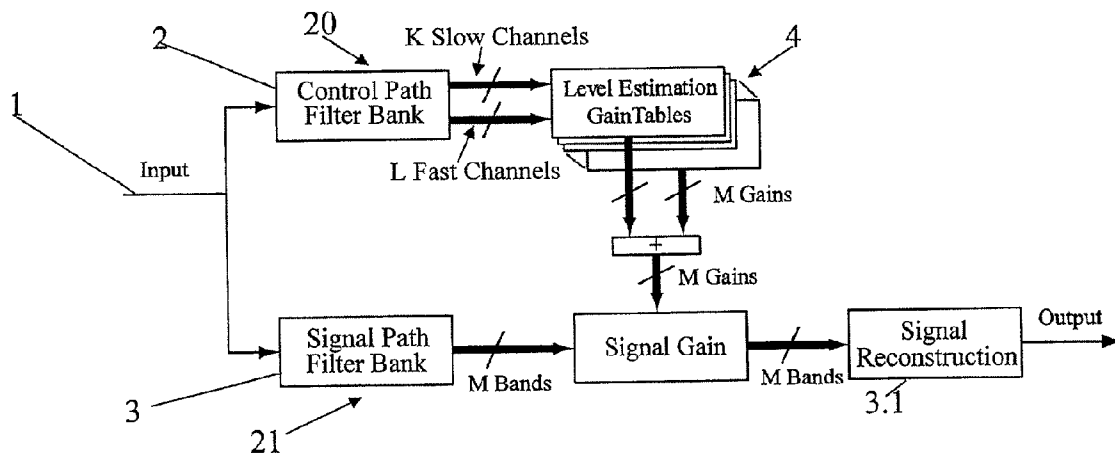 20
K Slow Channels
4
2
Control Path
Filter Bank
Level Estimation
GainTables
1
Input
L Fast Channels
M Gains
+
M Gains
Signal Path
Filter Bank
Signal Gain
Signal
Reconstruction
Output
M Bands
M Bands
3
3.1
21